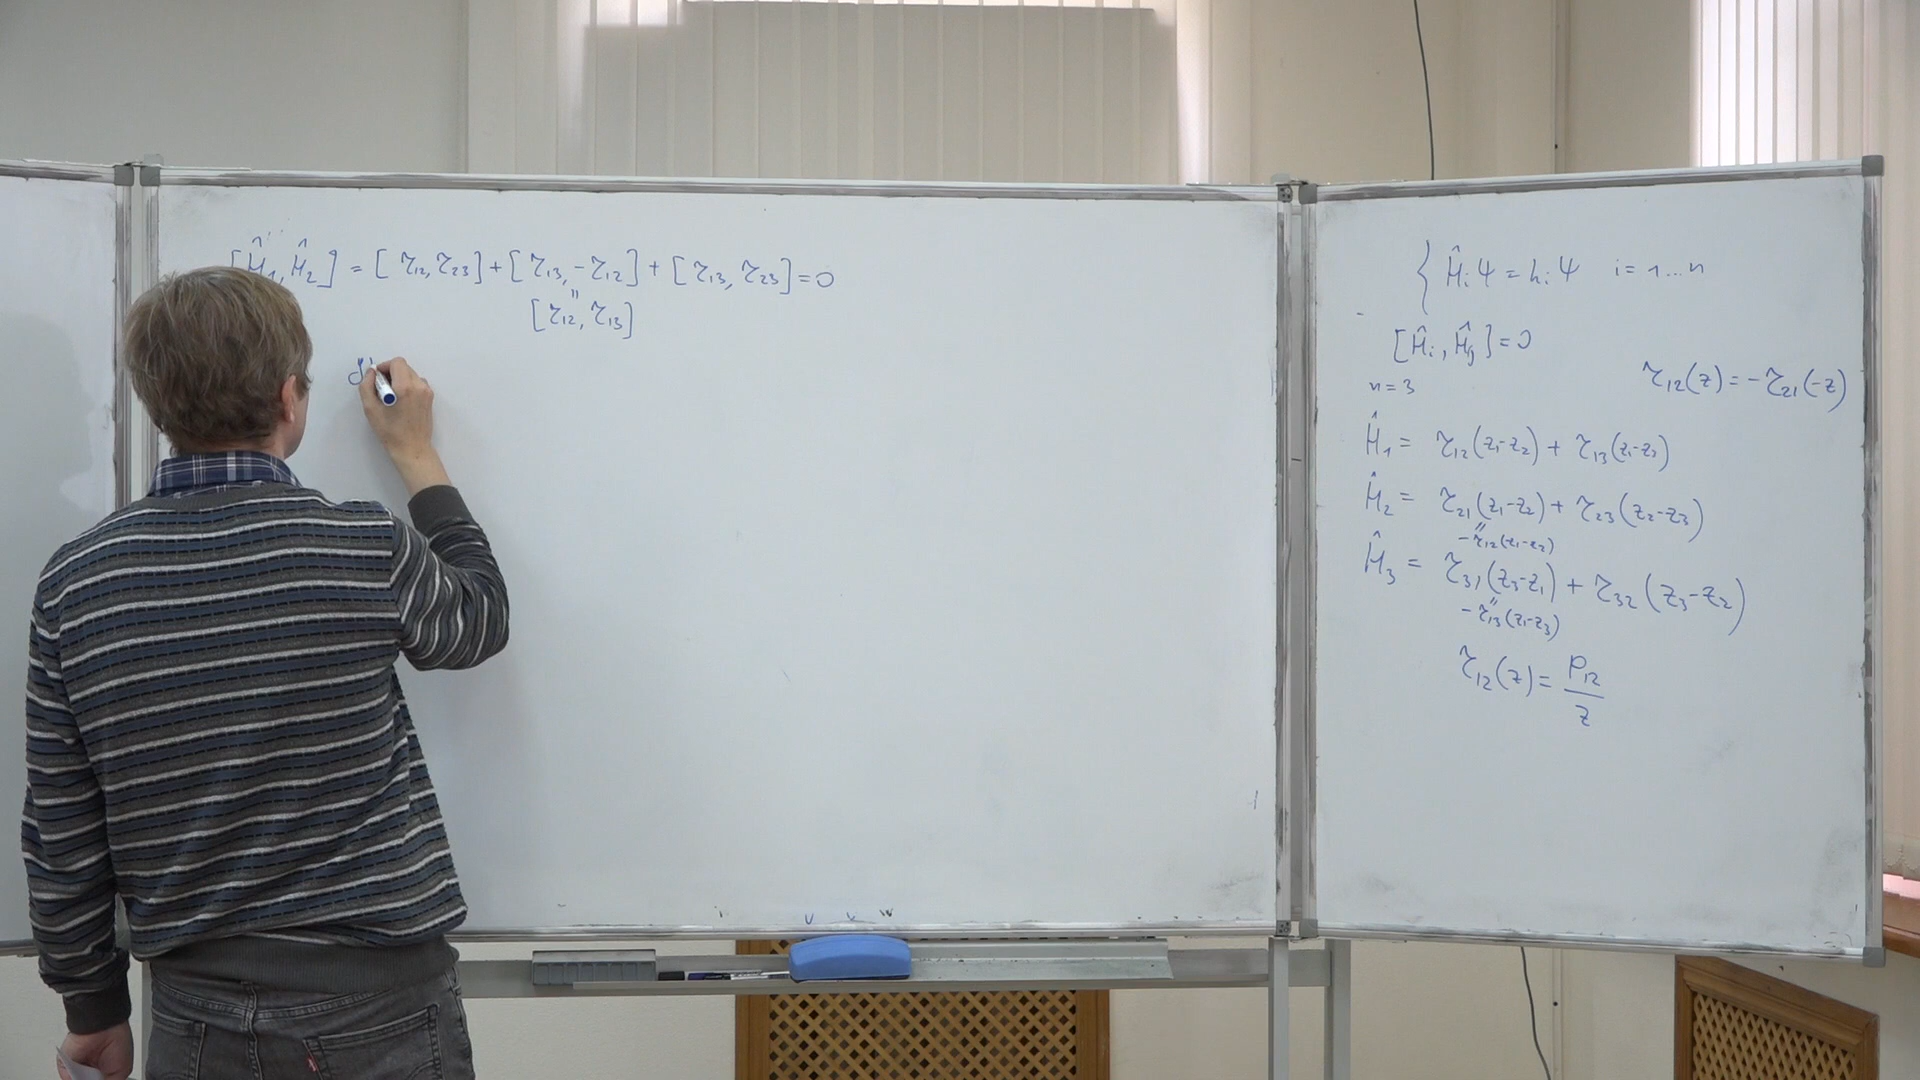 [Ĥ₁, Ĥ₂] = [r₁₂, r₂₃] + [r₁₃, -r₁₂] + [r₁₃, r₂₃] = 0
"
[r₁₂, r₁₃]
{ Ĥᵢ Ψ = hᵢ Ψ i = 1...n
[Ĥᵢ, Ĥⱼ] = 0
r₁₂(z) = -r₂₁(-z)
n = 3
Ĥ₁ = r₁₂(z₁-z₂) + r₁₃(z₁-z₃)
Ĥ₂ = r₂₁(z₁-z₂) + r₂₃(z₂-z₃)
"
-r₁₂(z₁-z₂)
Ĥ₃ = r₃₁(z₃-z₁) + r₃₂(z₃-z₂)
"
-r₁₃(z₁-z₃)
r₁₂(z) = P₁₂/z